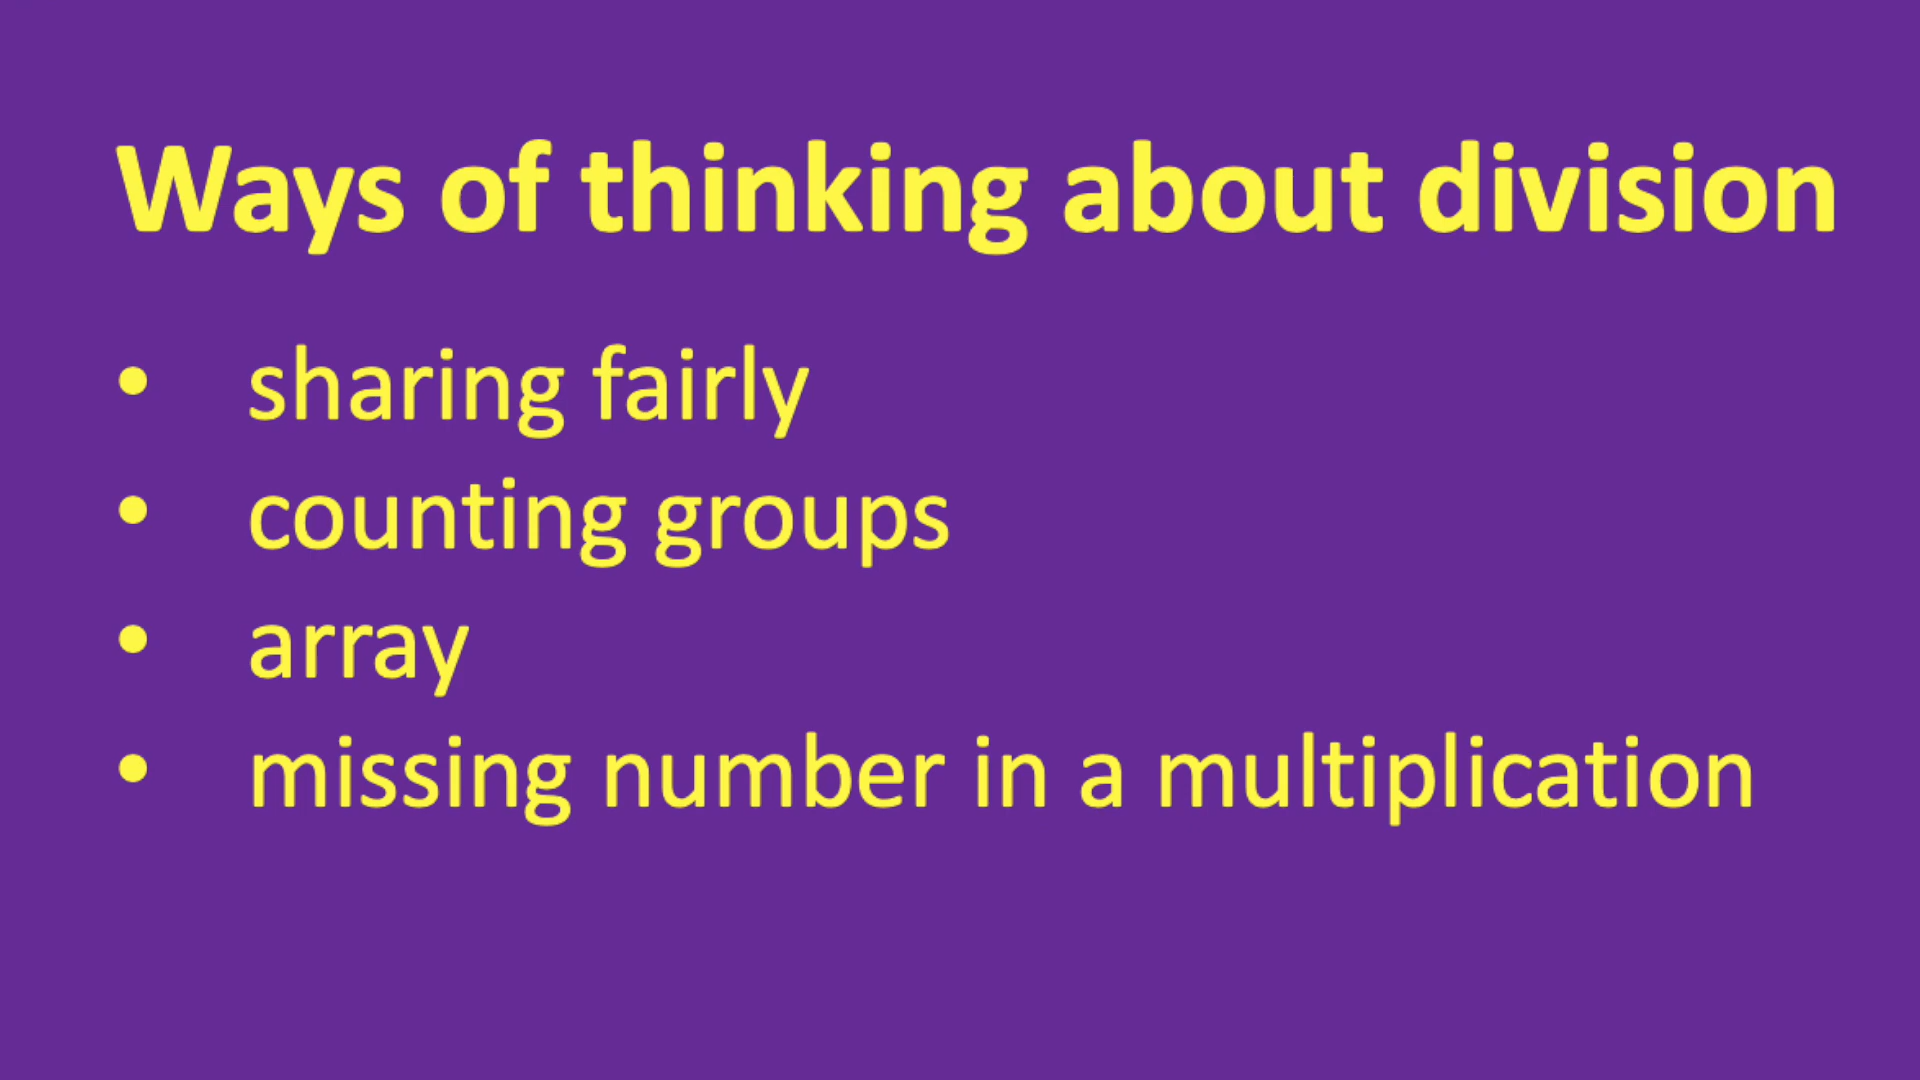 Ways of thinking about division
• sharing fairly
• counting groups
• array
• missing number in a multiplication